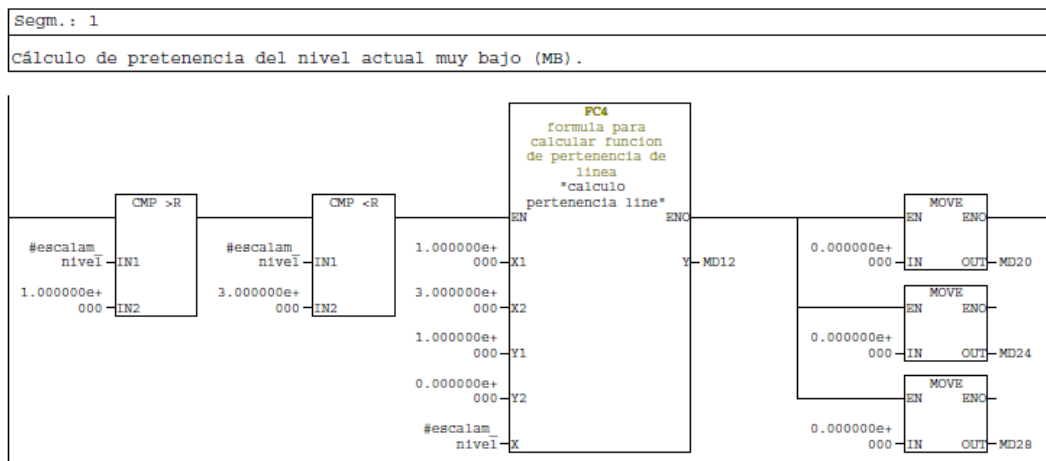 Segm.: 1
Cálculo de pretenencia del nivel actual muy bajo (MB).
FC4
formula para
calcular funcion
de pertenencia de
linea
"calculo
pertenencia line"
EN
ENO
CMP >R
#escalam_
nivel
IN1
1.000000e+
000
IN2
CMP <R
#escalam_
nivel
IN1
3.000000e+
000
IN2
1.000000e+
000
X1
Y
MD12
3.000000e+
000
X2
1.000000e+
000
Y1
0.000000e+
000
Y2
#escalam_
nivel
X
MOVE
EN
ENO
0.000000e+
000
IN
OUT
MD20
MOVE
EN
ENO
0.000000e+
000
IN
OUT
MD24
MOVE
EN
ENO
0.000000e+
000
IN
OUT
MD28